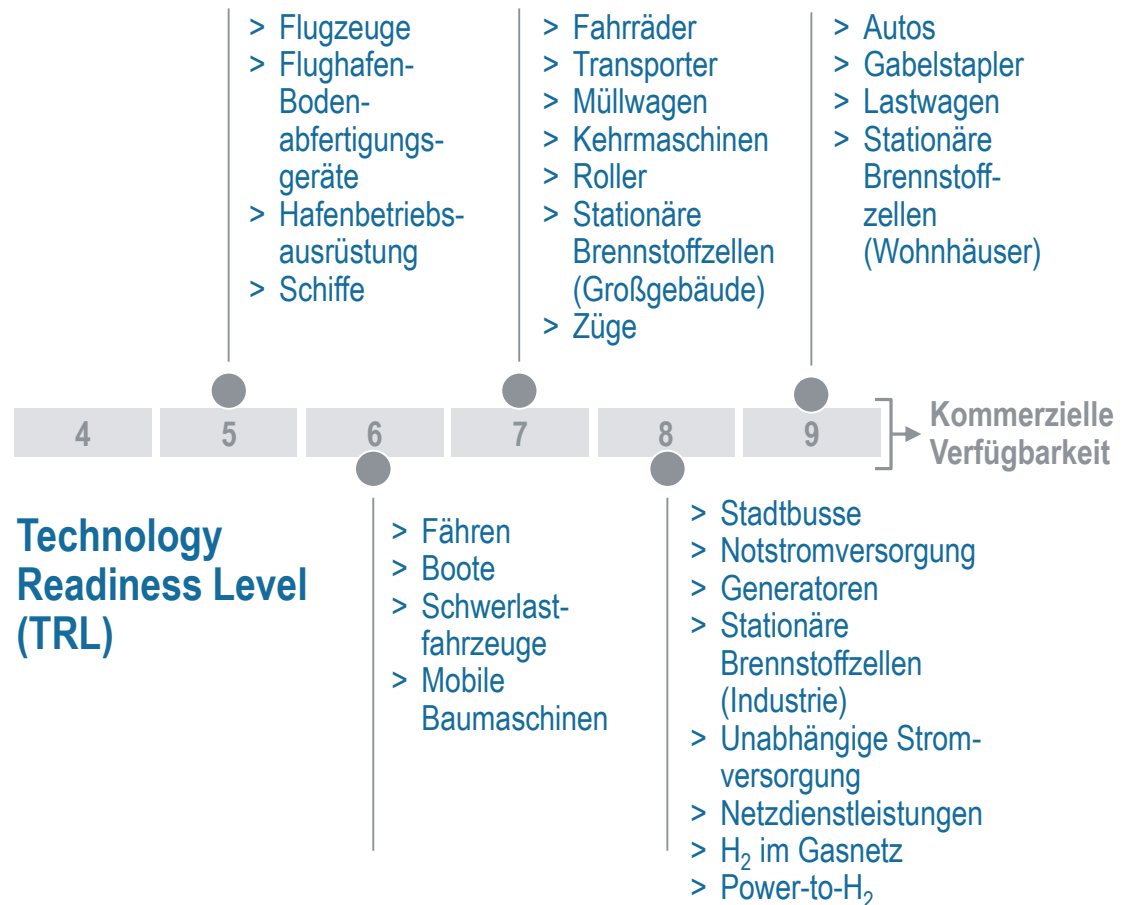 > Flugzeuge
> Flughafen-
Boden-
abfertigungs-
geräte
> Hafenbetriebs-
ausrüstung
> Schiffe
> Fahrräder
> Transporter
> Müllwagen
> Kehrmaschinen
> Roller
> Stationäre
Brennstoffzellen
(Großgebäude)
> Züge
> Autos
> Gabelstapler
> Lastwagen
> Stationäre
Brennstoff-
zellen
(Wohnhäuser)
4 5 6 7 8 9
Kommerzielle
Verfügbarkeit
Technology
Readiness Level
(TRL)
> Fähren
> Boote
> Schwerlast-
fahrzeuge
> Mobile
Baumaschinen
> Stadtbusse
> Notstromversorgung
> Generatoren
> Stationäre
Brennstoffzellen
(Industrie)
> Unabhängige Strom-
versorgung
> Netzdienstleistungen
> H₂ im Gasnetz
> Power-to-H₂